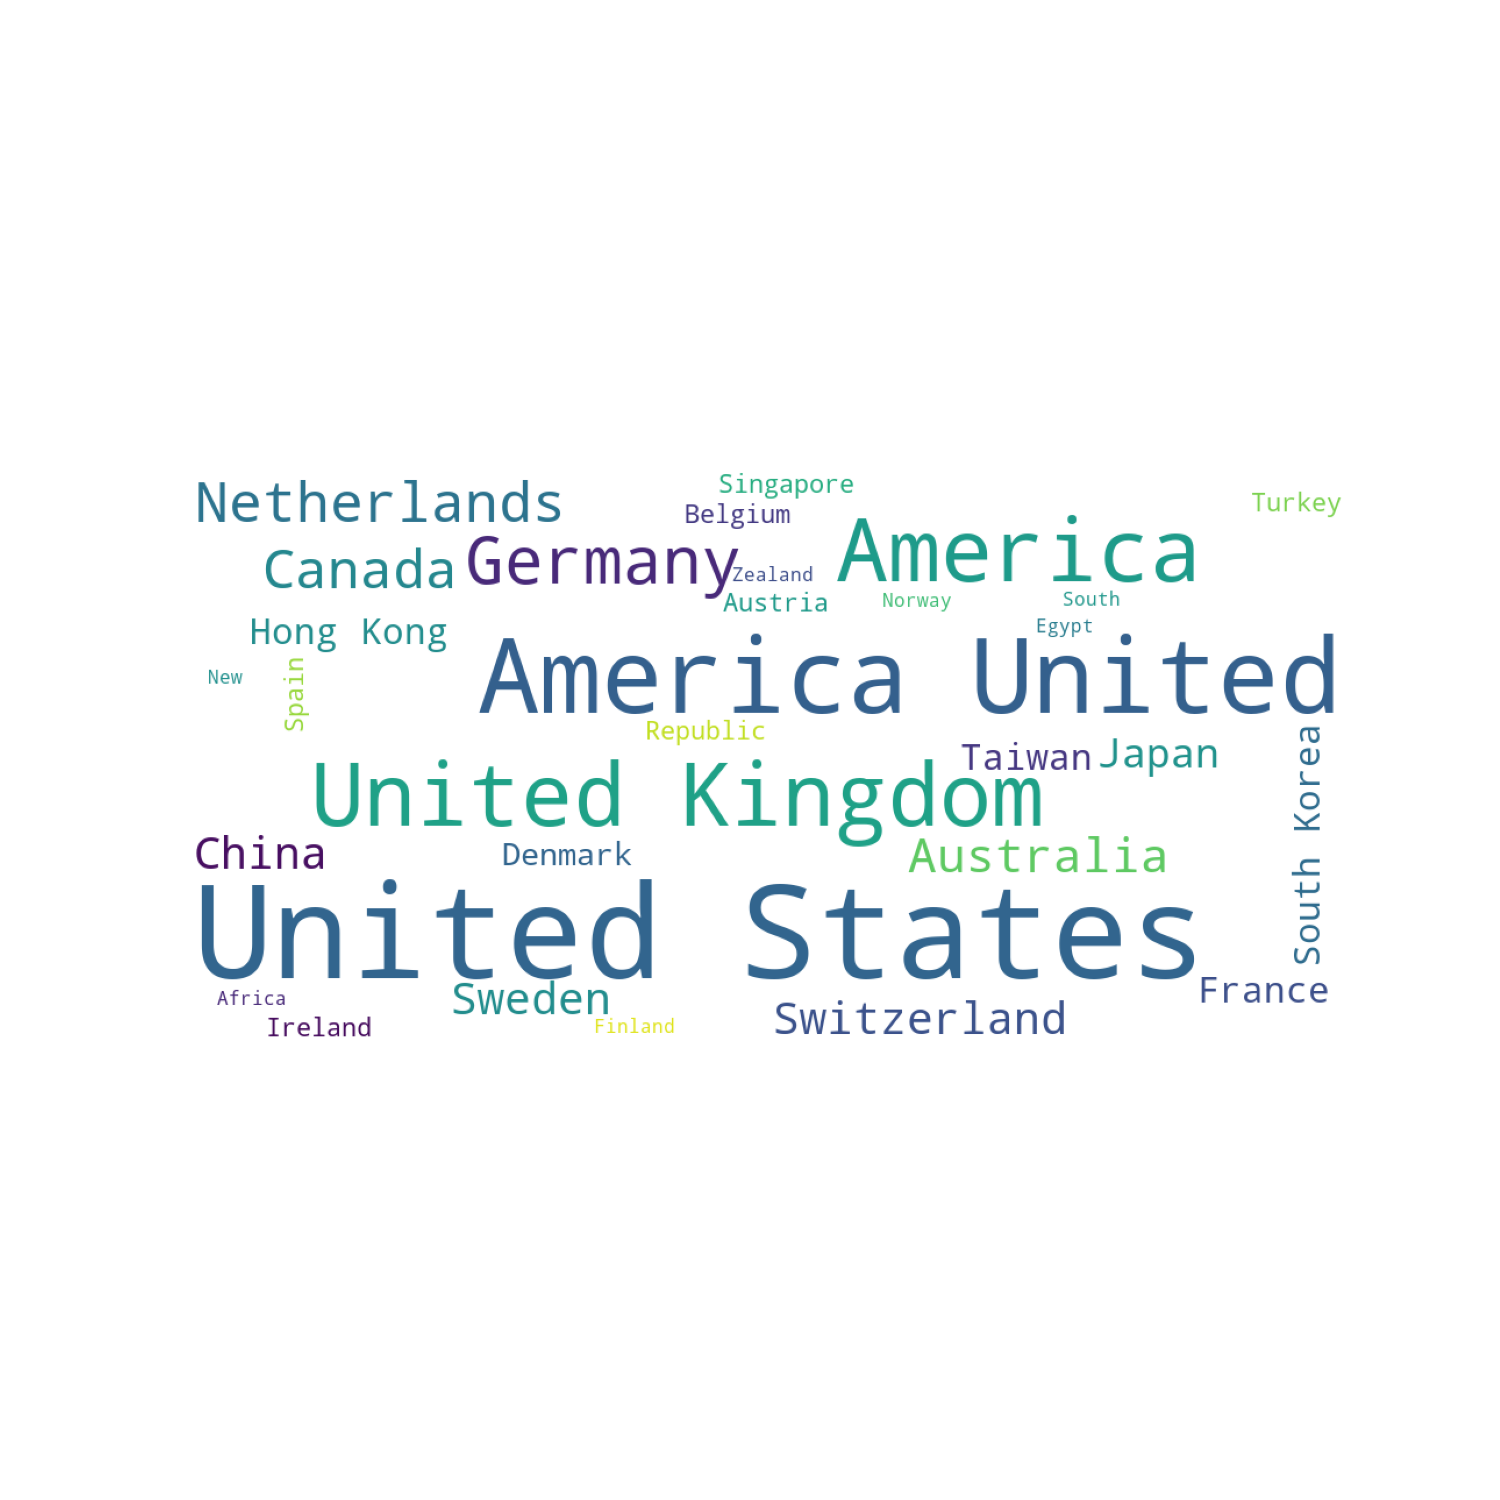 Singapore
Netherlands
Turkey
Belgium
America
Germany
Canada
Zealand
Austria
Norway
South
Egypt
Hong Kong
America United
New
Spain
Republic
Taiwan
Japan
South Korea
United Kingdom
China
Denmark
Australia
United States
France
Africa
Sweden
Switzerland
Ireland
Finland